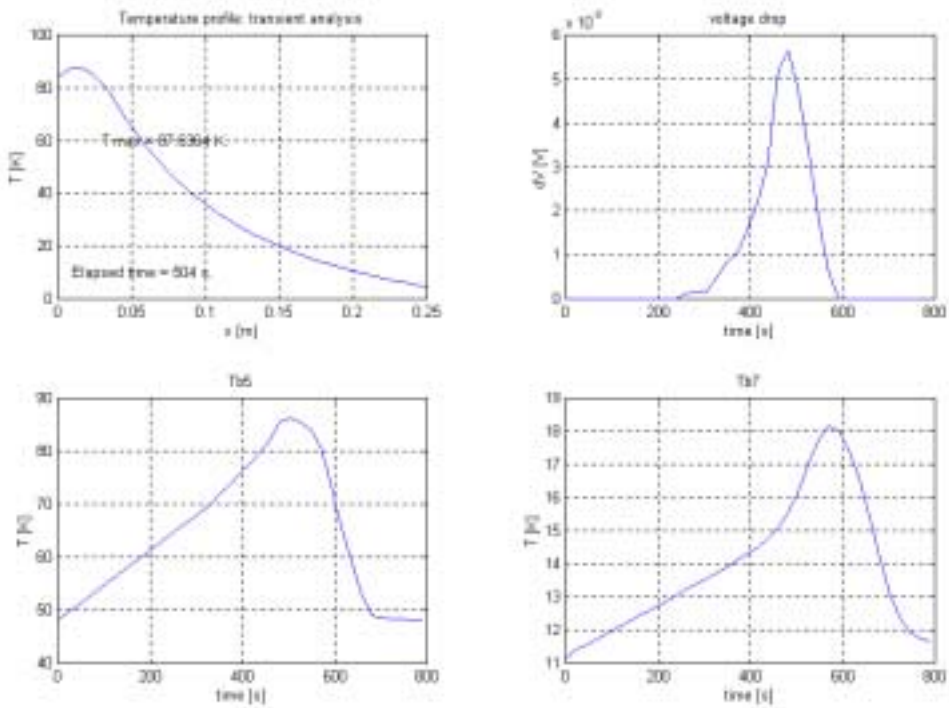 Temperature profile: transient analysis
100
80
60
40
20
0
T [K]
T max = K
Elapsed time = 504 s.
0 0.05 0.1 0.15 0.2 0.25
x [m]
voltage drop
x 10
6
5
4
3
2
1
0
dV [V]
0 200 400 600 800
time [s]
Tb5
90
80
70
60
50
40
T [K]
0 200 400 600 800
time [s]
Tb7
19
18
17
16
15
14
13
12
11
T [K]
0 200 400 600 800
time [s]